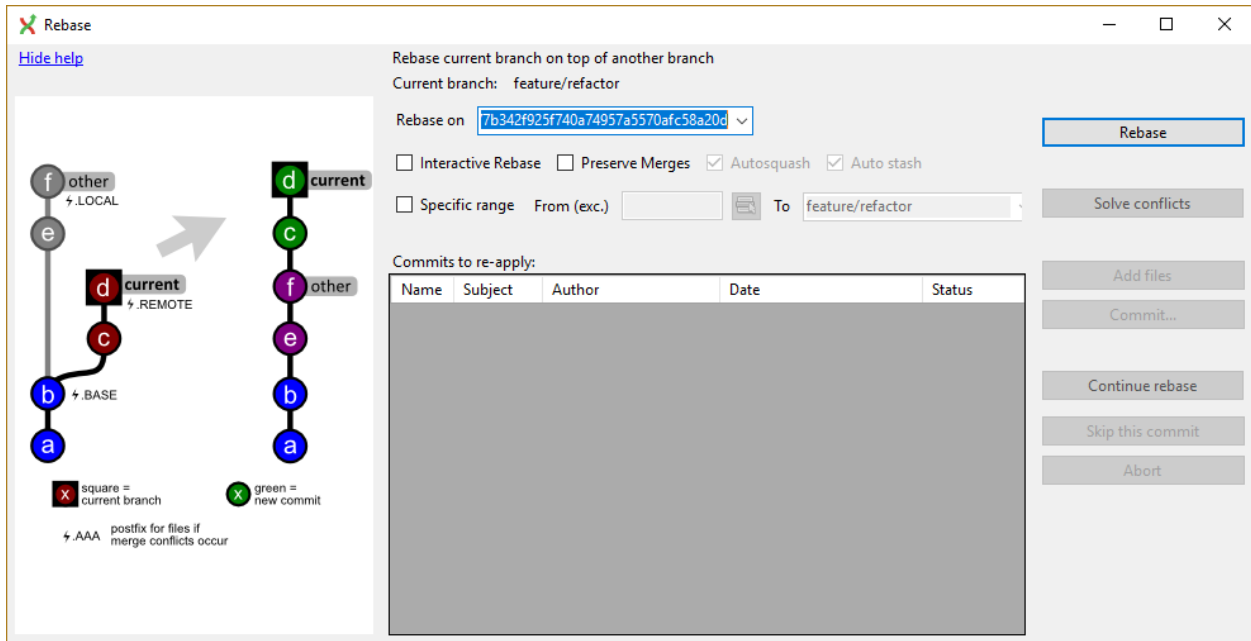 Rebase
Hide help
Rebase current branch on top of another branch
Current branch: feature/refactor
Rebase on 7b342f925f740a74957a5570afc58a20d
Rebase
Interactive Rebase Preserve Merges Autosquash Auto stash
Specific range From (exc.) To feature/refactor
Solve conflicts
Commits to re-apply:
Name Subject Author Date Status
Add files
Commit...
Continue rebase
Skip this commit
Abort
f other
⚡.LOCAL
e
d current
⚡.REMOTE
c
b ⚡.BASE
a
d current
c
f other
e
b
a
x square =
current branch
x green =
new commit
⚡.AAA postfix for files if
merge conflicts occur